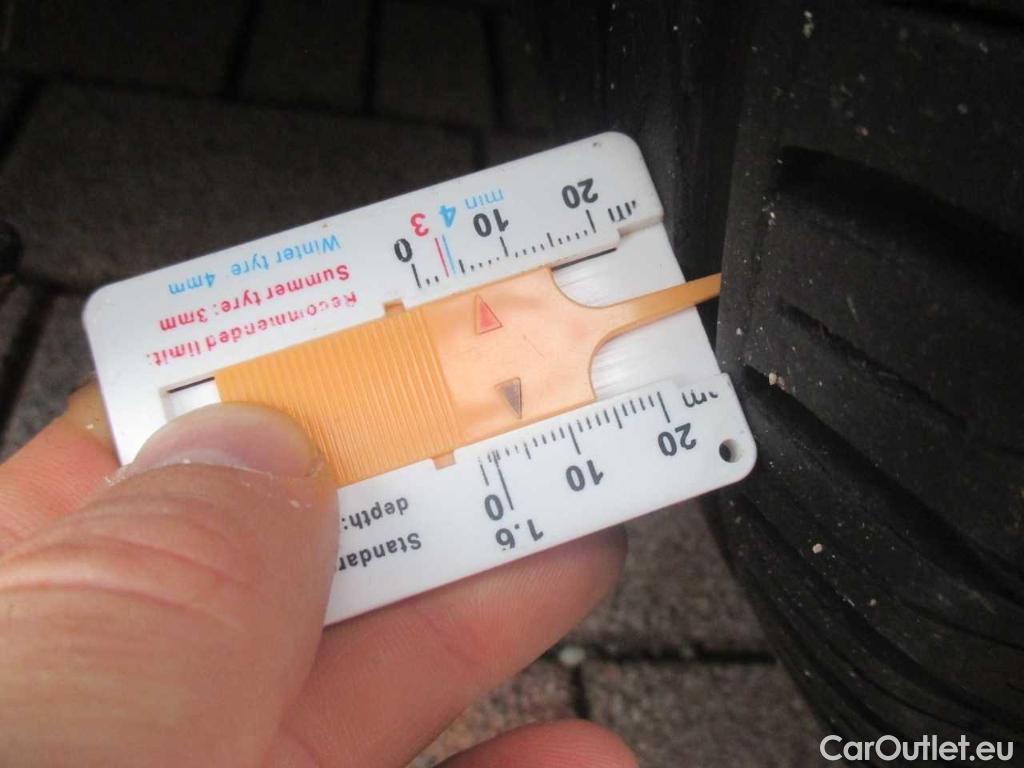 Standar
depth:
1.6
0 10 20
Recommended limit:
Summer tyre: 3mm
Winter tyre: 4mm
3 4 min
0 10 20
CarOutlet.eu